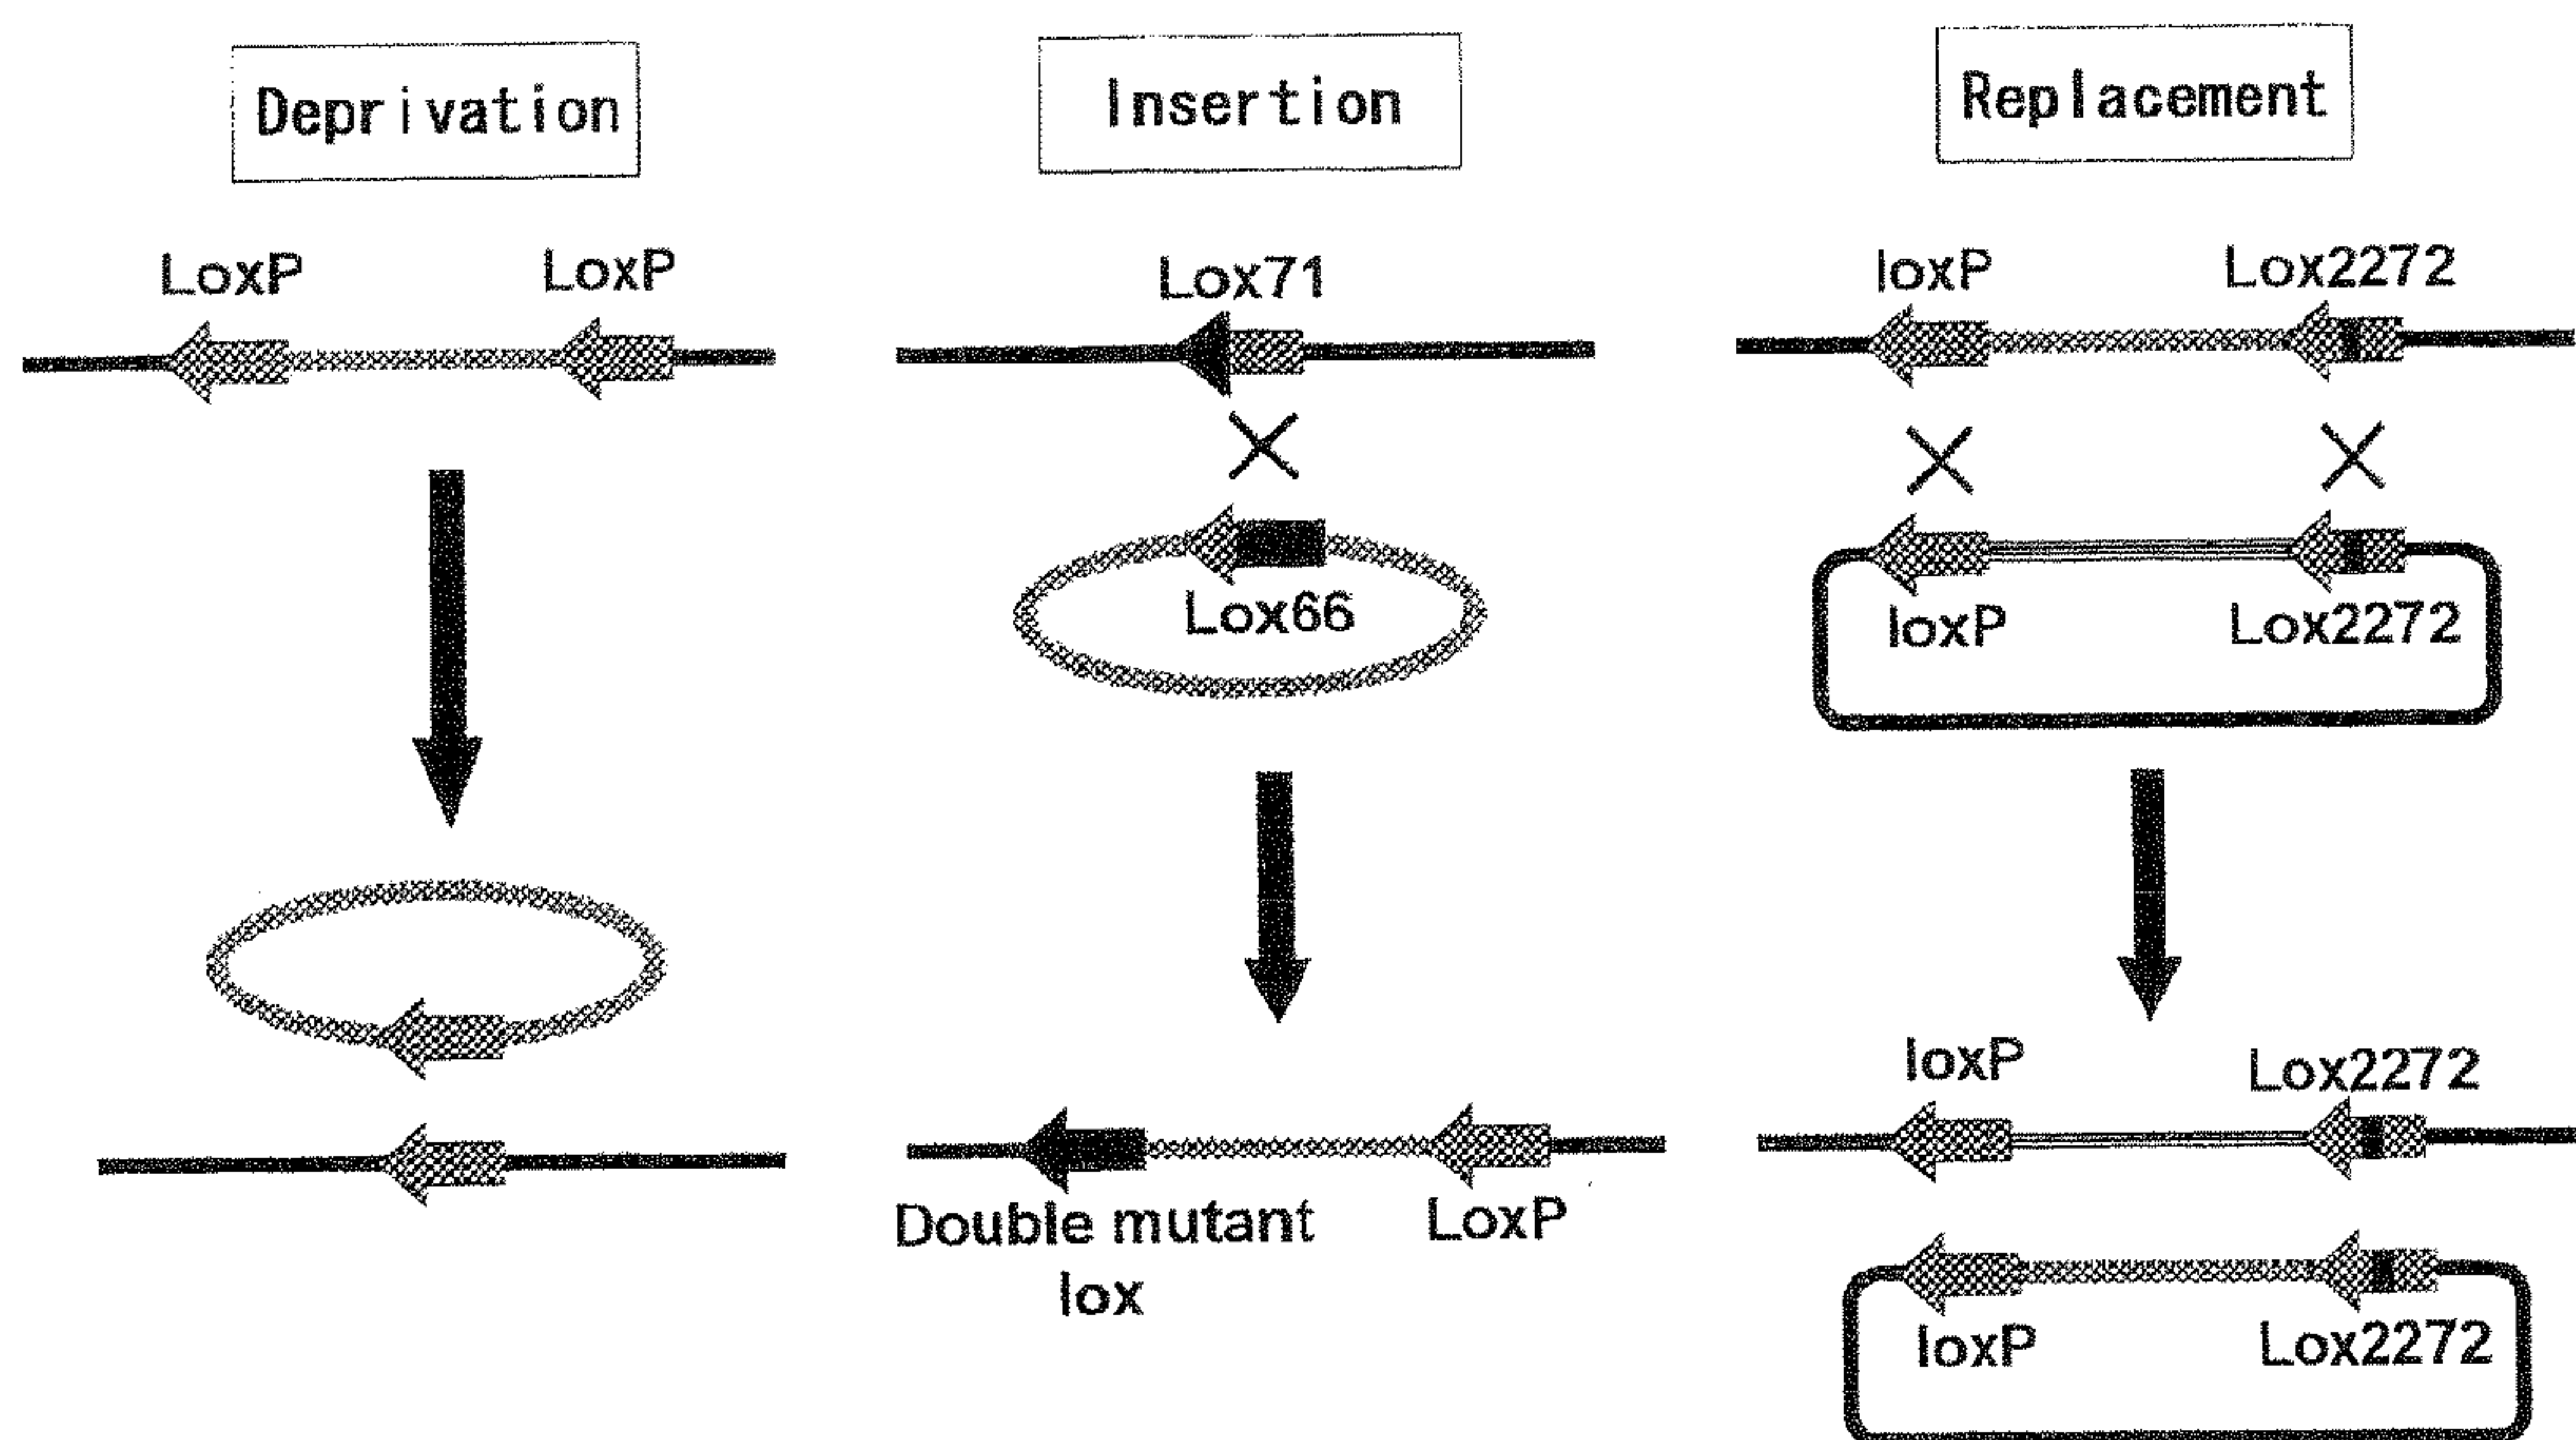 Deprivation
LoxP LoxP
Insertion
Lox71
Lox66
Double mutant
lox
LoxP
Replacement
loxP Lox2272
loxP Lox2272
loxP Lox2272
loxP Lox2272